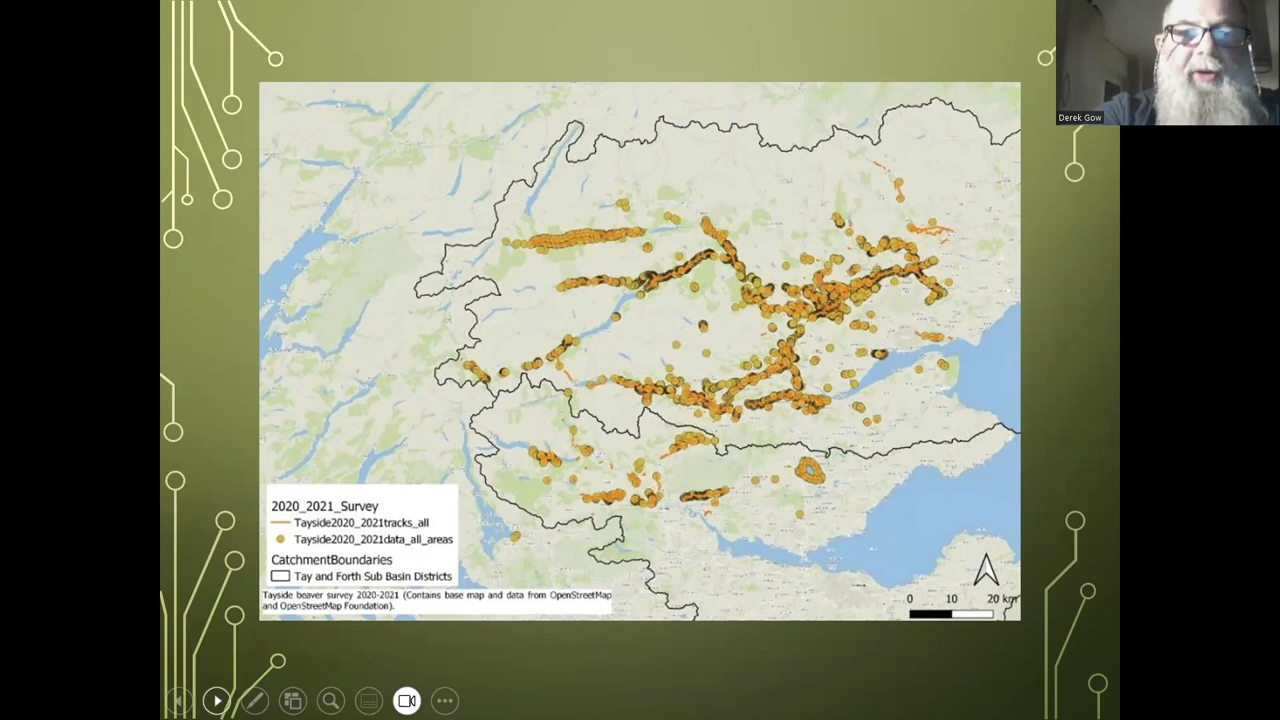 Derek Gow
2020_2021_Survey
Tayside2020_2021tracks_all
Tayside2020_2021data_all_areas
CatchmentBoundaries
Tay and Forth Sub Basin Districts
Tayside beaver survey 2020-2021 (Contains base map and data from OpenStreetMap
and OpenStreetMap Foundation).
0 10 20 km